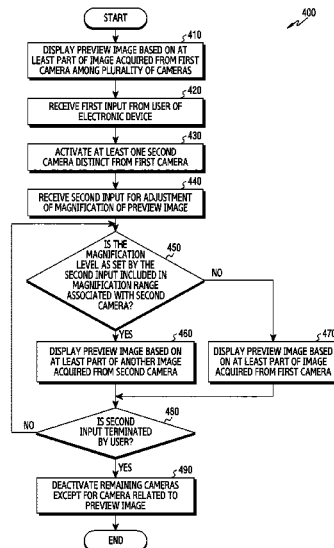 400
START
410
DISPLAY PREVIEW IMAGE BASED ON AT
LEAST PART OF IMAGE ACQUIRED FROM FIRST
CAMERA AMONG PLURALITY OF CAMERAS
420
RECEIVE FIRST INPUT FROM USER OF
ELECTRONIC DEVICE
430
ACTIVATE AT LEAST ONE SECOND
CAMERA DISTINCT FROM FIRST CAMERA
440
RECEIVE SECOND INPUT FOR ADJUSTMENT
OF MAGNIFICATION OF PREVIEW IMAGE
450
IS THE
MAGNIFICATION
LEVEL AS SET BY THE
SECOND INPUT INCLUDED IN
MAGNIFICATION RANGE
ASSOCIATED WITH SECOND
CAMERA?
NO
YES
460
DISPLAY PREVIEW IMAGE BASED ON
AT LEAST PART OF ANOTHER IMAGE
ACQUIRED FROM SECOND CAMERA
470
DISPLAY PREVIEW IMAGE BASED
ON AT LEAST PART OF IMAGE
ACQUIRED FROM FIRST CAMERA
480
IS SECOND
INPUT TERMINATED
BY USER?
NO
YES
490
DEACTIVATE REMAINING CAMERAS
EXCEPT FOR CAMERA RELATED TO
PREVIEW IMAGE
END